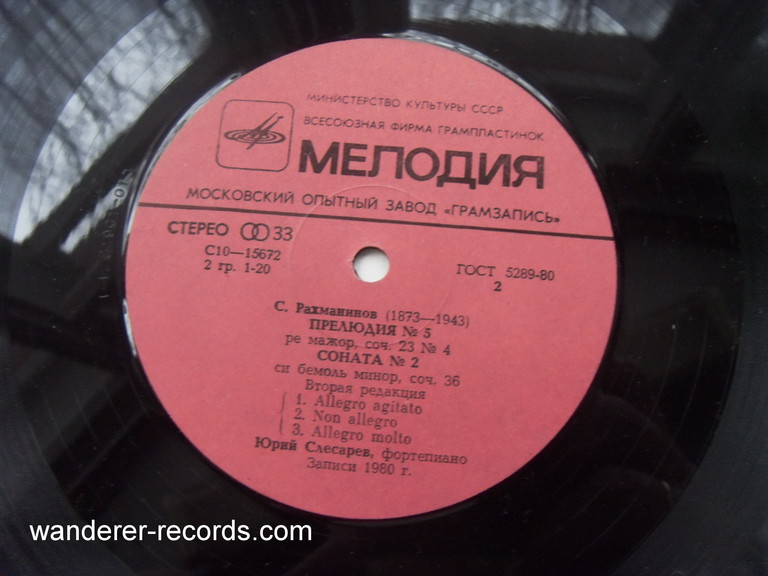 МИНИСТЕРСТВО КУЛЬТУРЫ СССР
ВСЕСОЮЗНАЯ ФИРМА ГРАМПЛАСТИНОК
МЕЛОДИЯ
МОСКОВСКИЙ ОПЫТНЫЙ ЗАВОД «ГРАМЗАПИСЬ»
СТЕРЕО 33
С10—15672
2 гр. 1-20
ГОСТ 5289-80
2
С. Рахманинов (1873—1943)
ПРЕЛЮДИЯ № 5
ре мажор, соч. 23 № 4
СОНАТА № 2
си бемоль минор, соч. 36
Вторая редакция
1. Allegro agitato
2. Non allegro
3. Allegro molto
Юрий Слесарев, фортепиано
Записи 1980 г.
wanderer-records.com